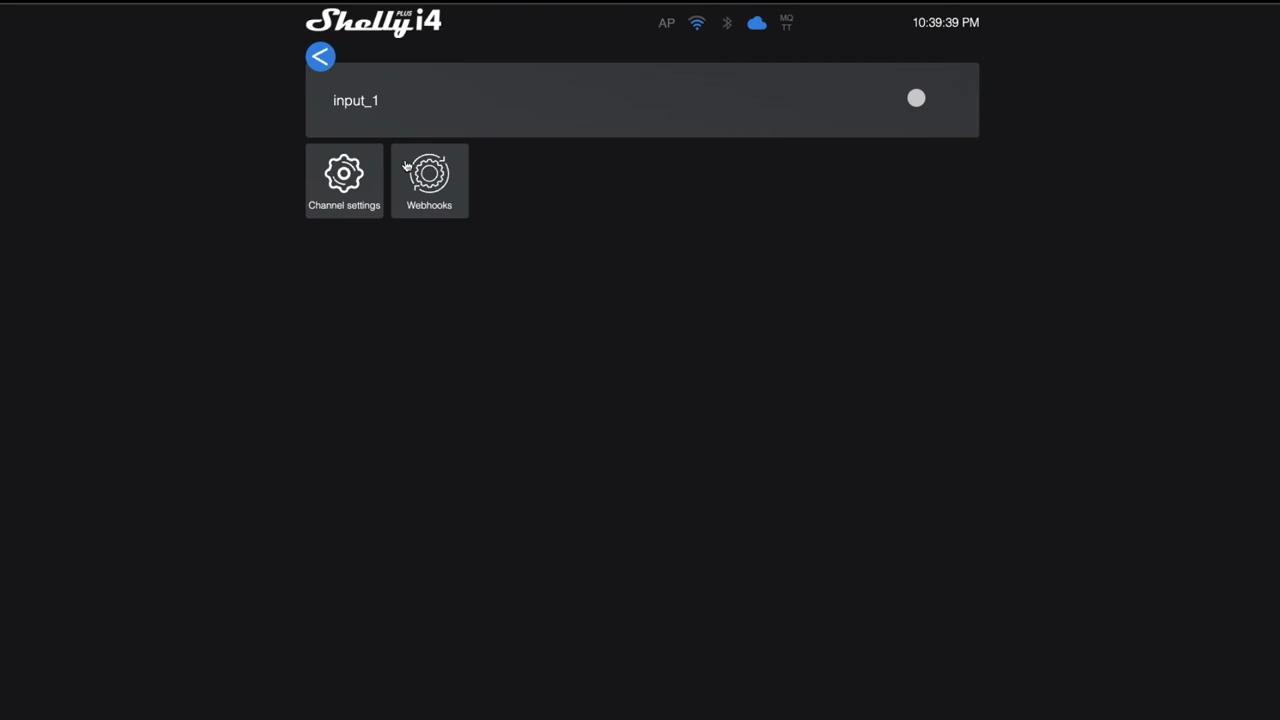 Shelly PLUS i4
AP
MQ
TT
10:39:39 PM
<
input_1
Channel settings
Webhooks